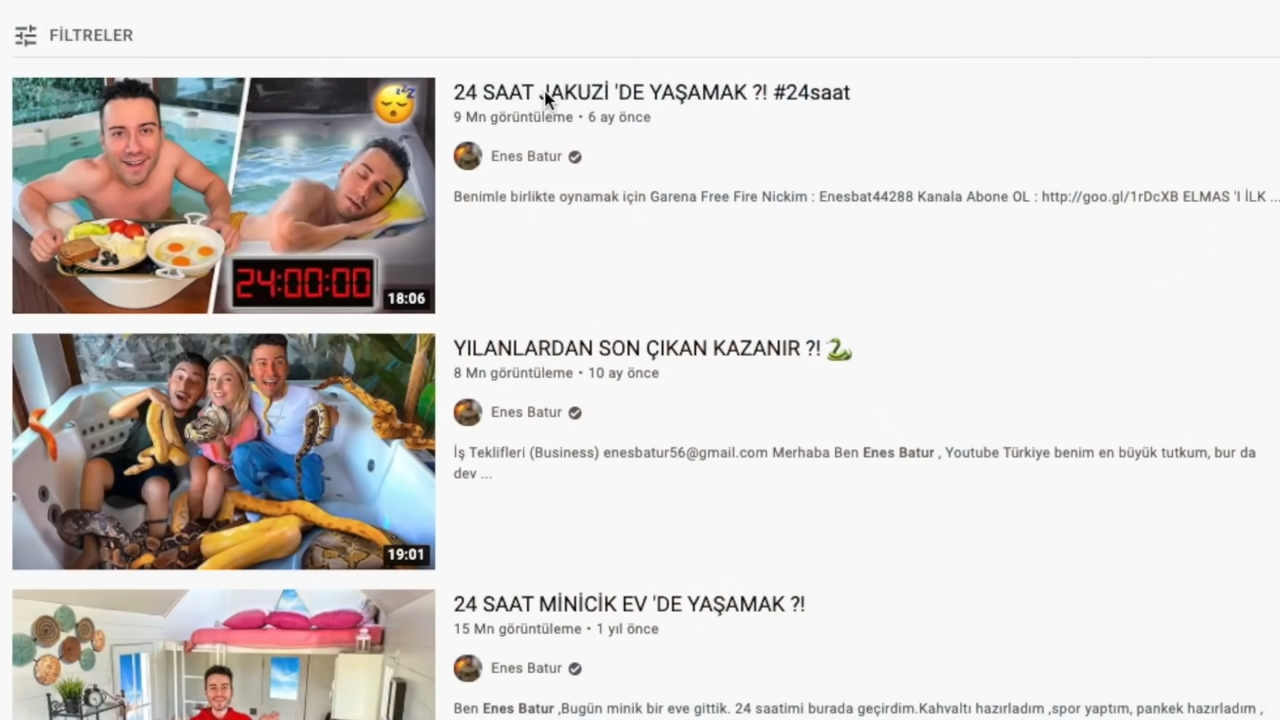 FİLTRELER
24:00:00
18:06
24 SAAT JAKUZİ 'DE YAŞAMAK ?! #24saat
9 Mn görüntüleme • 6 ay önce
Enes Batur
Benimle birlikte oynamak için Garena Free Fire Nickim : Enesbat44288 Kanala Abone OL : http://goo.gl/1rDcXB ELMAS 'I İLK ...
19:01
YILANLARDAN SON ÇIKAN KAZANIR ?! 🐍
8 Mn görüntüleme • 10 ay önce
Enes Batur
İş Teklifleri (Business) enesbatur56@gmail.com Merhaba Ben Enes Batur , Youtube Türkiye benim en büyük tutkum, bur da
dev ...
24 SAAT MİNİCİK EV 'DE YAŞAMAK ?!
15 Mn görüntüleme • 1 yıl önce
Enes Batur
Ben Enes Batur ,Bugün minik bir eve gittik. 24 saatimi burada geçirdim.Kahvaltı hazırladım ,spor yaptım, pankek hazırladım ,